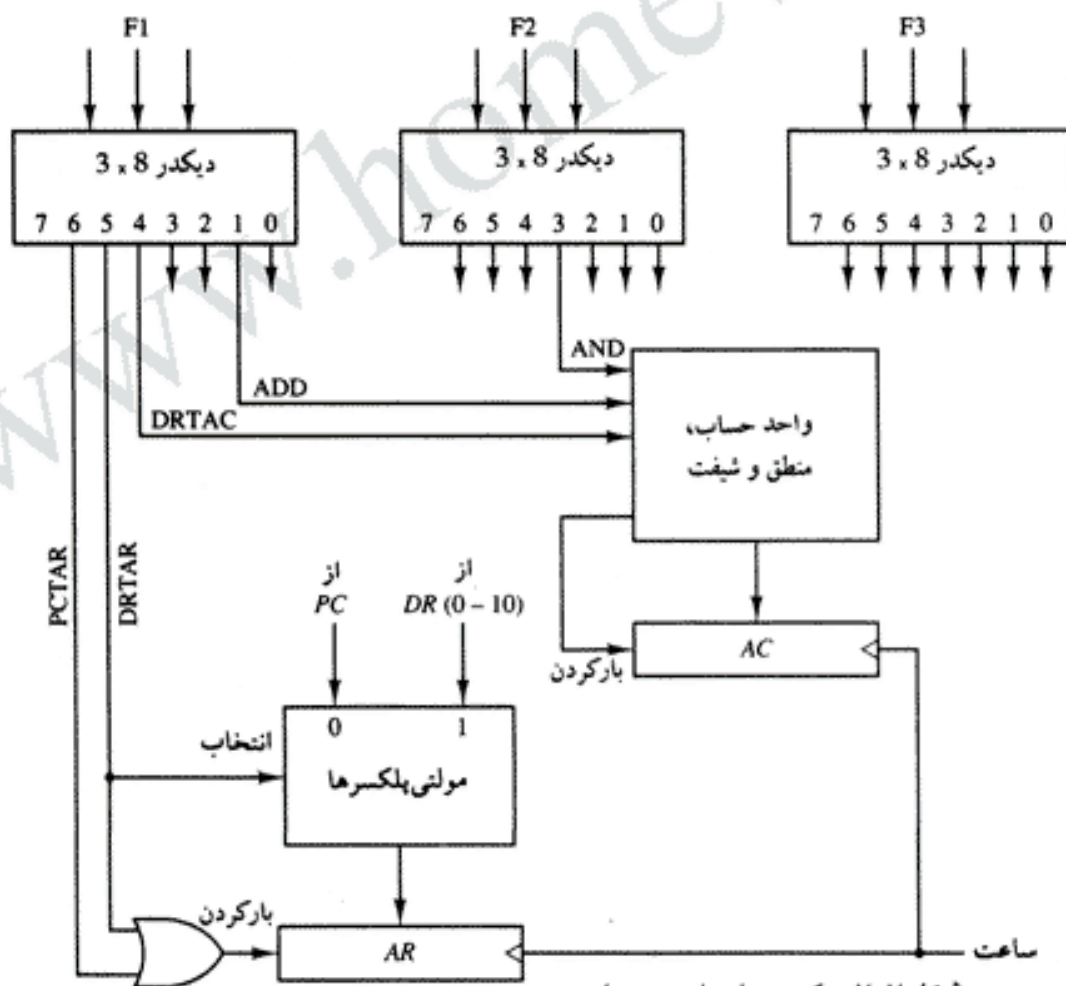 F1 F2 F3
دیکدر 3 × 8
7 6 5 4 3 2 1 0
دیکدر 3 × 8
7 6 5 4 3 2 1 0
دیکدر 3 × 8
7 6 5 4 3 2 1 0
AND
ADD
DRTAC
واحد حساب،
منطق و شیفت
PCTAR
DRTAR
از
PC
از
DR (0 – 10)
AC
بارکردن
0 1
انتخاب
مولتی‌پلکسرها
بارکردن
AR
ساعت
www.home